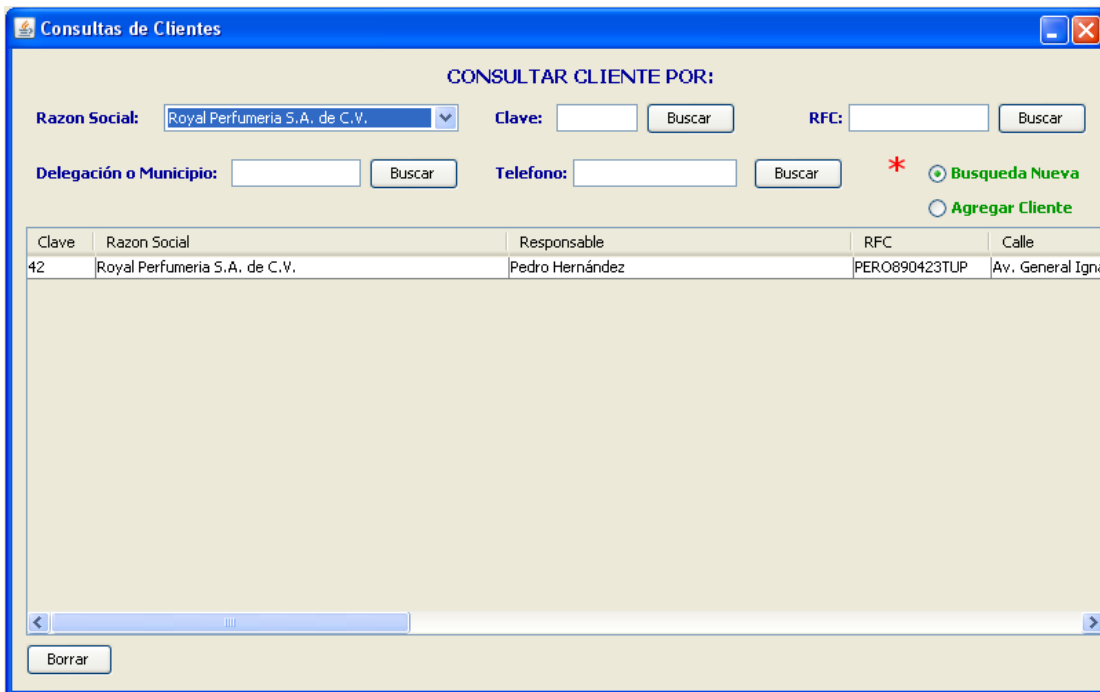 Consultas de Clientes
CONSULTAR CLIENTE POR:
Razon Social: Royal Perfumeria S.A. de C.V. Clave: Buscar RFC: Buscar
Delegación o Municipio: Buscar Telefono: Buscar * Busqueda Nueva
Agregar Cliente
Clave Razon Social Responsable RFC Calle
42 Royal Perfumeria S.A. de C.V. Pedro Hernández PERO890423TUP Av. General Igna
Borrar